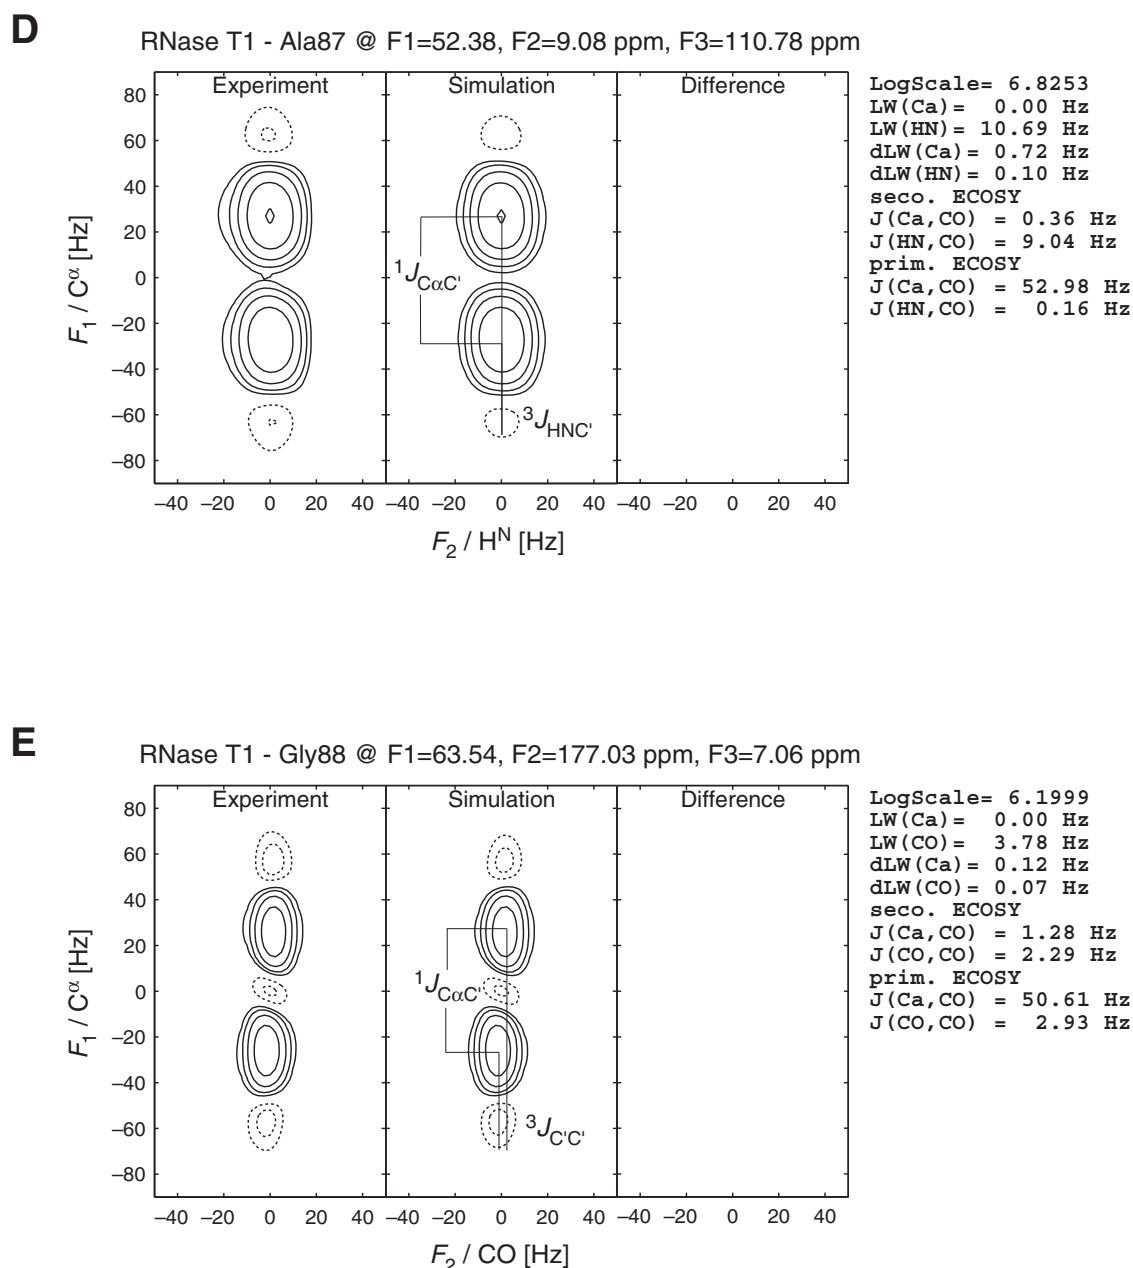 D
RNase T1 - Ala87 @ F1=52.38, F2=9.08 ppm, F3=110.78 ppm
Experiment Simulation Difference
80
60
40
20
0
–20
–40
–60
–80
F1 / Cα [Hz]
1JCαC'
3JHNC'
–40 –20 0 20 40 –40 –20 0 20 40 –40 –20 0 20 40
F2 / HN [Hz]
LogScale= 6.8253
LW(Ca)= 0.00 Hz
LW(HN)= 10.69 Hz
dLW(Ca)= 0.72 Hz
dLW(HN)= 0.10 Hz
seco. ECOSY
J(Ca,CO) = 0.36 Hz
J(HN,CO) = 9.04 Hz
prim. ECOSY
J(Ca,CO) = 52.98 Hz
J(HN,CO) = 0.16 Hz
E
RNase T1 - Gly88 @ F1=63.54, F2=177.03 ppm, F3=7.06 ppm
Experiment Simulation Difference
80
60
40
20
0
–20
–40
–60
–80
F1 / Cα [Hz]
1JCαC'
3JC'C'
–40 –20 0 20 40 –40 –20 0 20 40 –40 –20 0 20 40
F2 / CO [Hz]
LogScale= 6.1999
LW(Ca)= 0.00 Hz
LW(CO)= 3.78 Hz
dLW(Ca)= 0.12 Hz
dLW(CO)= 0.07 Hz
seco. ECOSY
J(Ca,CO) = 1.28 Hz
J(CO,CO) = 2.29 Hz
prim. ECOSY
J(Ca,CO) = 50.61 Hz
J(CO,CO) = 2.93 Hz